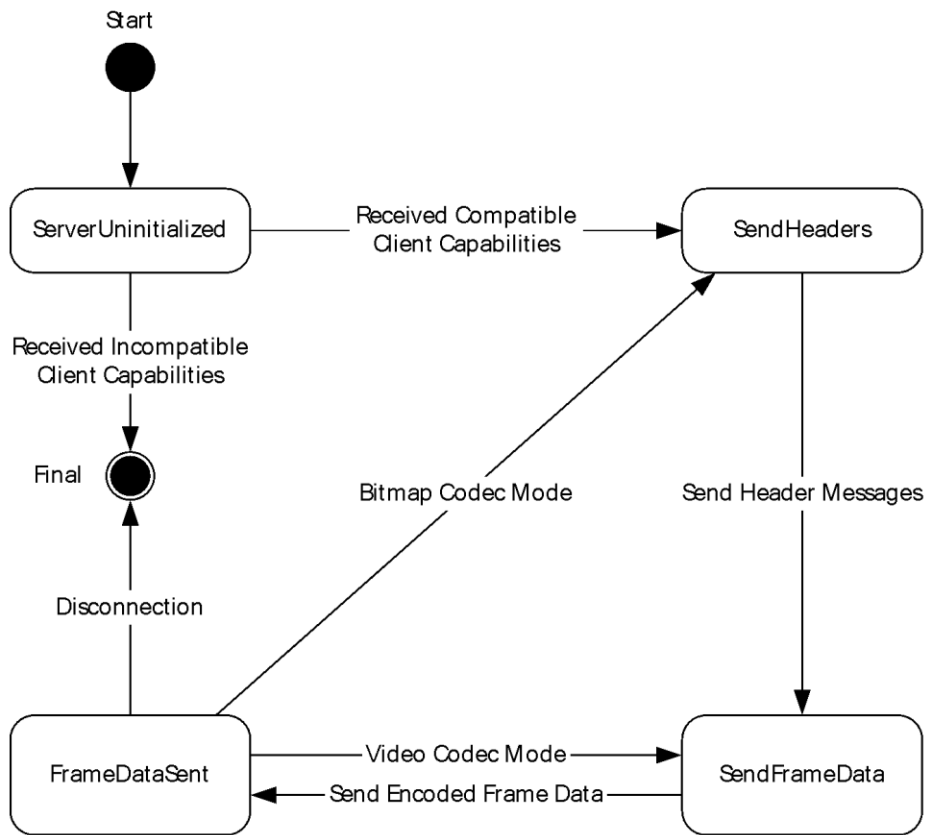 Start
ServerUninitialized
Received Compatible
Client Capabilities
SendHeaders
Received Incompatible
Client Capabilities
Final
Bitmap Codec Mode
Send Header Messages
Disconnection
FrameDataSent
Video Codec Mode
Send Encoded Frame Data
SendFrameData